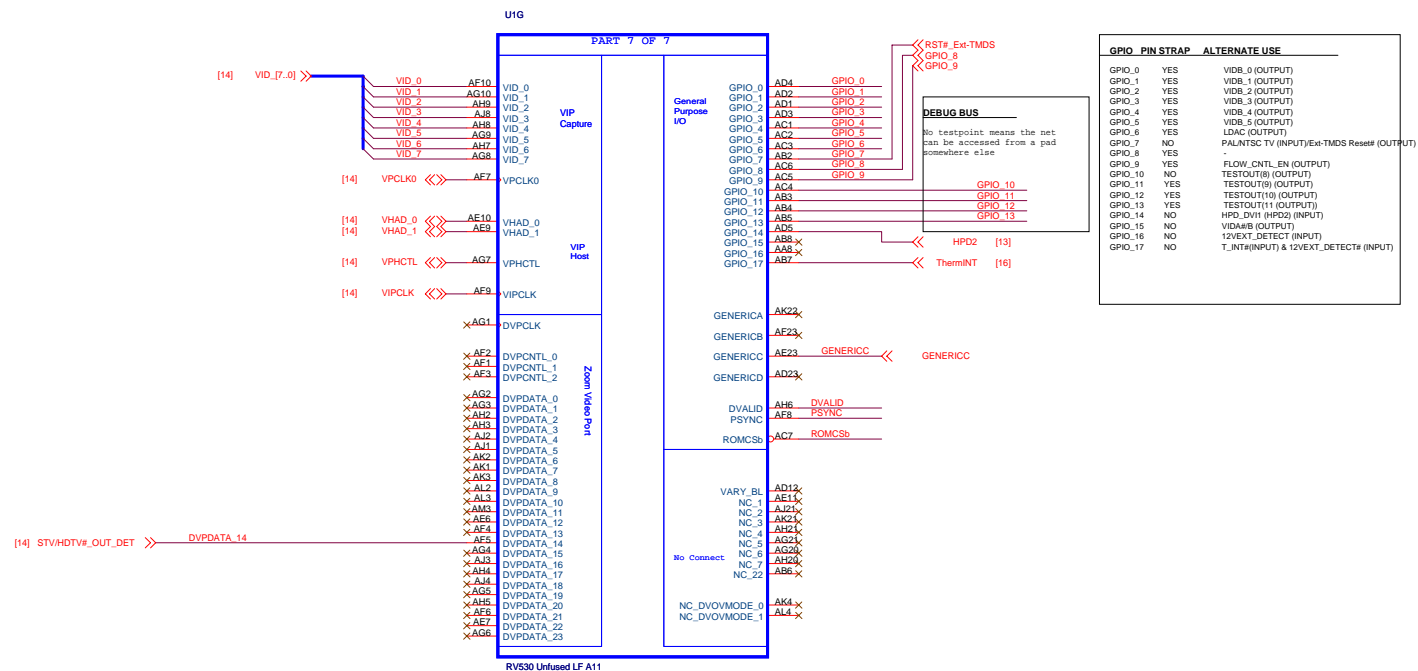 U1G
PART 7 OF 7
[14] VID_[7..0]
VID_0 AF10 VID_0
VID_1 AG10 VID_1
VID_2 AH9 VID_2
VID_3 AJ8 VID_3
VID_4 AH8 VID_4
VID_5 AG9 VID_5
VID_6 AH7 VID_6
VID_7 AG8 VID_7
VIP
Capture
[14] VPCLK0 AF7 VPCLK0
[14] VHAD_0 AE10 VHAD_0
[14] VHAD_1 AE9 VHAD_1
VIP
Host
[14] VPHCTL AG7 VPHCTL
[14] VIPCLK AF9 VIPCLK
AG1 DVPCLK
AF2 DVPCNTL_0
AF1 DVPCNTL_1
AF3 DVPCNTL_2
Zoom Video Port
AG2 DVPDATA_0
AG3 DVPDATA_1
AH2 DVPDATA_2
AH3 DVPDATA_3
AJ2 DVPDATA_4
AJ1 DVPDATA_5
AK2 DVPDATA_6
AK1 DVPDATA_7
AK3 DVPDATA_8
AL2 DVPDATA_9
AL3 DVPDATA_10
AM3 DVPDATA_11
AE6 DVPDATA_12
AF4 DVPDATA_13
[14] STV/HDTV#_OUT_DET DVPDATA_14 AF5 DVPDATA_14
AG4 DVPDATA_15
AJ3 DVPDATA_16
AH4 DVPDATA_17
AJ4 DVPDATA_18
AG5 DVPDATA_19
AH5 DVPDATA_20
AF6 DVPDATA_21
AE7 DVPDATA_22
AG6 DVPDATA_23
General
Purpose
I/O
RST#_Ext-TMDS
GPIO_8
GPIO_9
GPIO_0 AD4 GPIO_0
GPIO_1 AD2 GPIO_1
GPIO_2 AD1 GPIO_2
GPIO_3 AD3 GPIO_3
GPIO_4 AC1 GPIO_4
GPIO_5 AC2 GPIO_5
GPIO_6 AC3 GPIO_6
GPIO_7 AB2 GPIO_7
GPIO_8 AC6 GPIO_8
GPIO_9 AC5 GPIO_9
GPIO_10 AC4 GPIO_10
GPIO_11 AB3 GPIO_11
GPIO_12 AB4 GPIO_12
GPIO_13 AB5 GPIO_13
GPIO_14 AD5 HPD2 [13]
GPIO_15 AB8
GPIO_16 AA8
GPIO_17 AB7 ThermINT [16]
DEBUG BUS
No testpoint means the net
can be accessed from a pad
somewhere else
GENERICA AK22
GENERICB AF23
GENERICC AE23 GENERICC GENERICC
GENERICD AD23
DVALID AH6 DVALID
PSYNC AF8 PSYNC
ROMCSb AC7 ROMCSb
No Connect
VARY_BL AD12
NC_1 AE11
NC_2 AJ21
NC_3 AK21
NC_4 AH21
NC_5 AG21
NC_6 AG20
NC_7 AH20
NC_22 AB6
NC_DVOVMODE_0 AK4
NC_DVOVMODE_1 AL4
RV530 Unfused LF A11
GPIO PIN STRAP ALTERNATE USE
GPIO_0 YES VIDB_0 (OUTPUT)
GPIO_1 YES VIDB_1 (OUTPUT)
GPIO_2 YES VIDB_2 (OUTPUT)
GPIO_3 YES VIDB_3 (OUTPUT)
GPIO_4 YES VIDB_4 (OUTPUT)
GPIO_5 YES VIDB_5 (OUTPUT)
GPIO_6 YES LDAC (OUTPUT)
GPIO_7 NO PAL/NTSC TV (INPUT)/Ext-TMDS Reset# (OUTPUT)
GPIO_8 YES -
GPIO_9 YES FLOW_CNTL_EN (OUTPUT)
GPIO_10 NO TESTOUT(8) (OUTPUT)
GPIO_11 YES TESTOUT(9) (OUTPUT)
GPIO_12 YES TESTOUT(10) (OUTPUT)
GPIO_13 YES TESTOUT(11 (OUTPUT))
GPIO_14 NO HPD_DVI1 (HPD2) (INPUT)
GPIO_15 NO VIDA#/B (OUTPUT)
GPIO_16 NO 12VEXT_DETECT (INPUT)
GPIO_17 NO T_INT#(INPUT) & 12VEXT_DETECT# (INPUT)